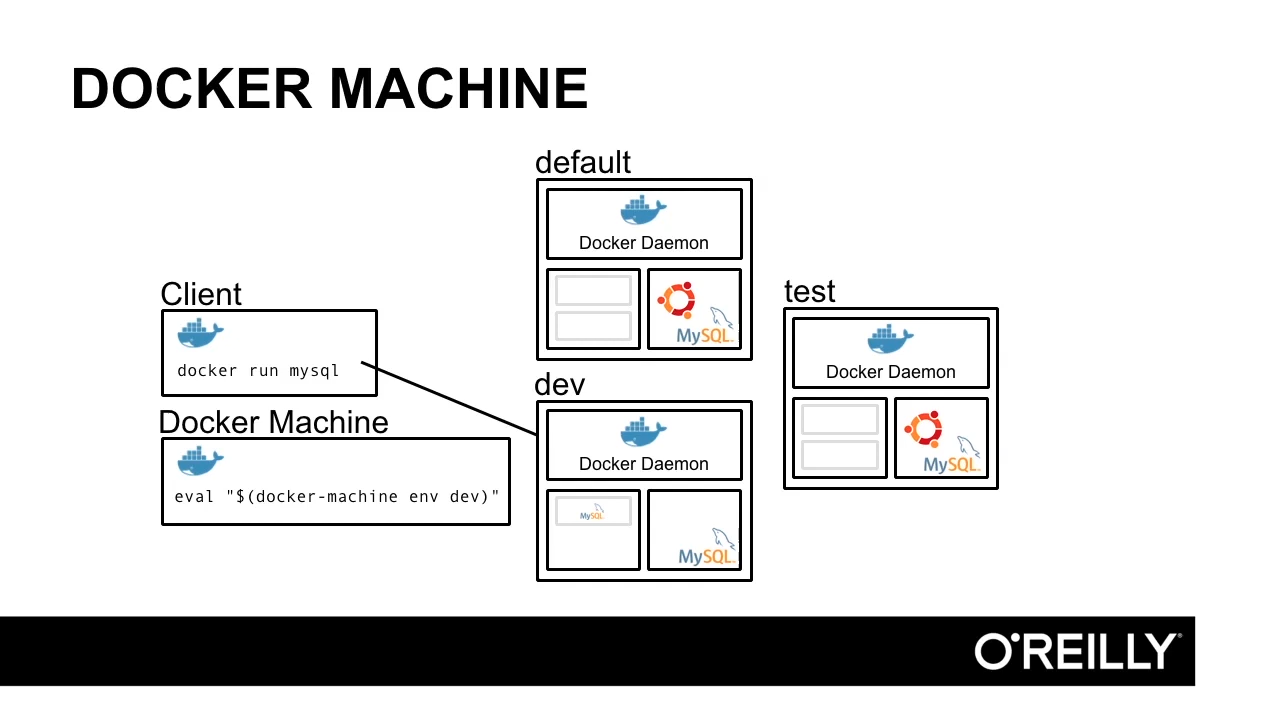 DOCKER MACHINE
default
Docker Daemon
MySQL
Client
docker run mysql
Docker Machine
eval "$(docker-machine env dev)"
dev
Docker Daemon
MySQL
MySQL
test
Docker Daemon
MySQL
O'REILLY®